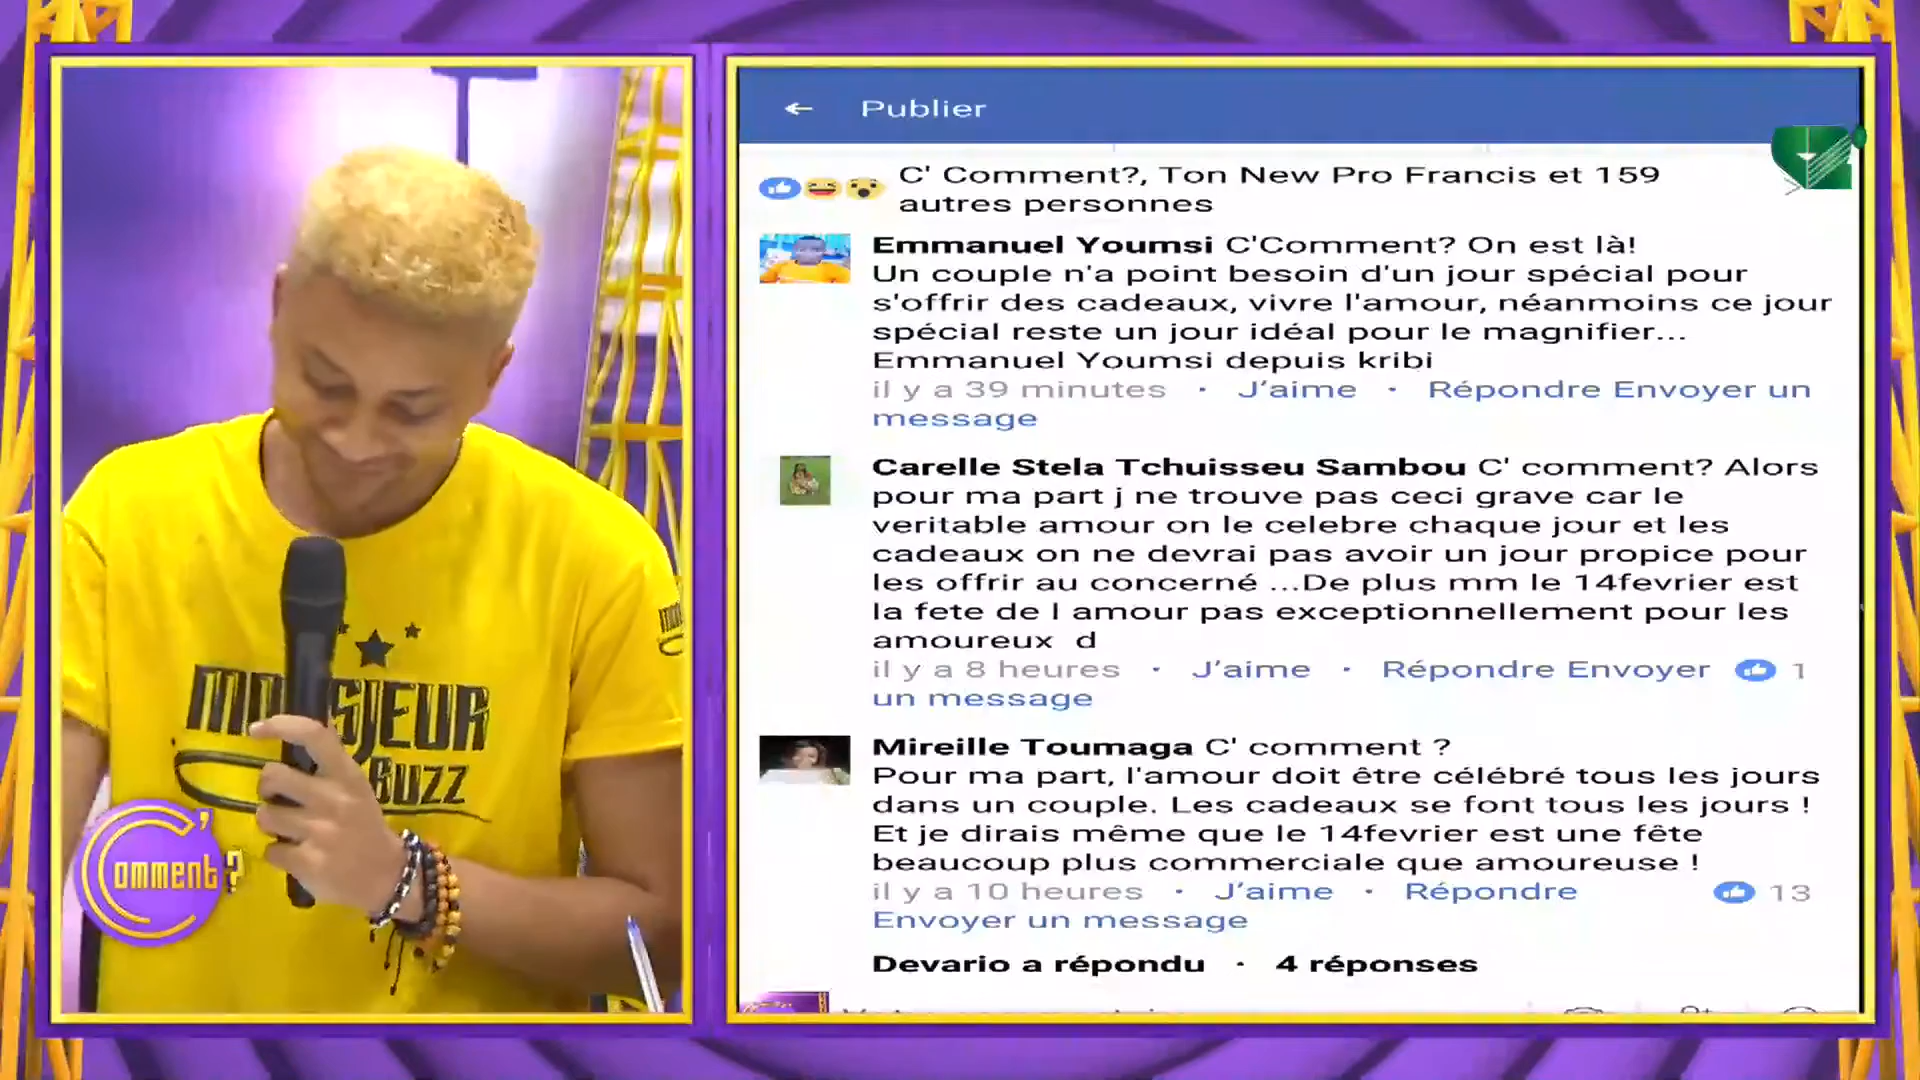 Publier
C' Comment?, Ton New Pro Francis et 159
autres personnes
Emmanuel Youmsi C'Comment? On est là!
Un couple n'a point besoin d'un jour spécial pour
s'offrir des cadeaux, vivre l'amour, néanmoins ce jour
spécial reste un jour idéal pour le magnifier...
Emmanuel Youmsi depuis kribi
il y a 39 minutes · J'aime · Répondre Envoyer un
message
Carelle Stela Tchuisseu Sambou C' comment? Alors
pour ma part j ne trouve pas ceci grave car le
veritable amour on le celebre chaque jour et les
cadeaux on ne devrai pas avoir un jour propice pour
les offrir au concerné ...De plus mm le 14fevrier est
la fete de l amour pas exceptionnellement pour les
amoureux d
il y a 8 heures · J'aime · Répondre Envoyer 1
un message
Mireille Toumaga C' comment ?
Pour ma part, l'amour doit être célébré tous les jours
dans un couple. Les cadeaux se font tous les jours !
Et je dirais même que le 14fevrier est une fête
beaucoup plus commerciale que amoureuse !
il y a 10 heures · J'aime · Répondre 13
Envoyer un message
Devario a répondu · 4 réponses
BUZZ
C'omment ?